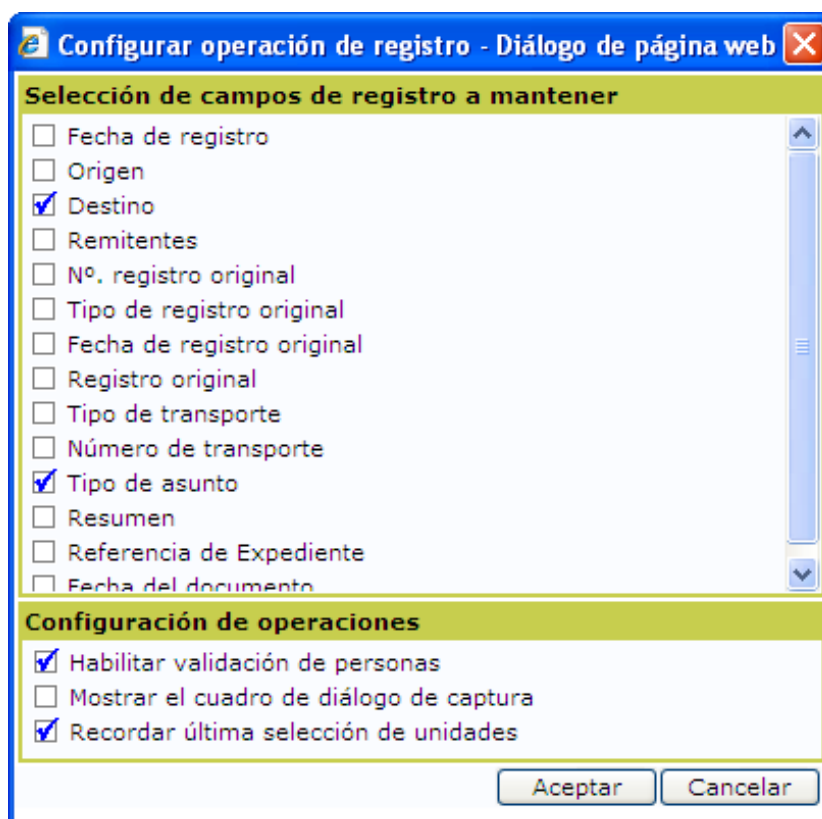 Configurar operación de registro - Diálogo de página web
Selección de campos de registro a mantener
Fecha de registro
Origen
Destino
Remitentes
Nº. registro original
Tipo de registro original
Fecha de registro original
Registro original
Tipo de transporte
Número de transporte
Tipo de asunto
Resumen
Referencia de Expediente
Fecha del documento
Configuración de operaciones
Habilitar validación de personas
Mostrar el cuadro de diálogo de captura
Recordar última selección de unidades
Aceptar Cancelar